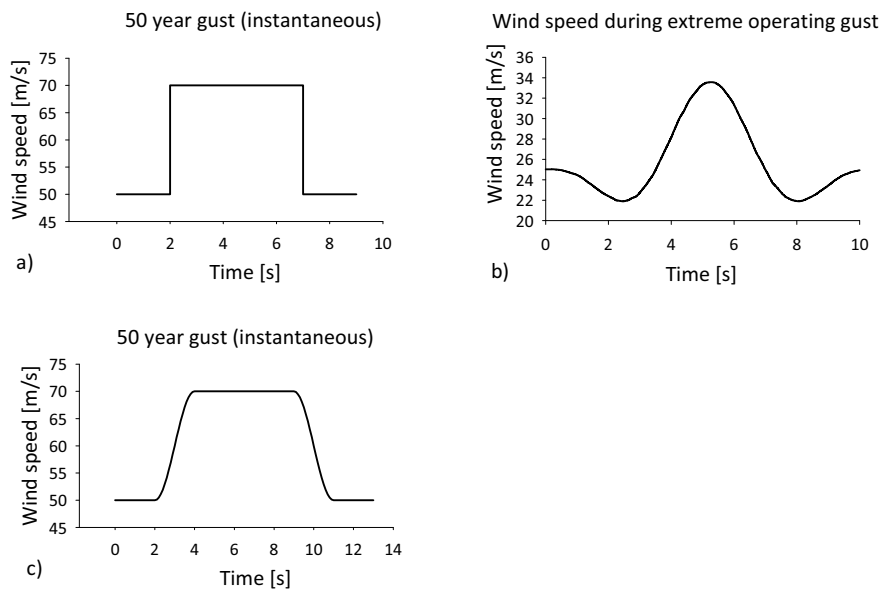 50 year gust (instantaneous)
75
70
65
60
55
50
45
0 2 4 6 8 10
Wind speed [m/s]
Time [s]
a)
Wind speed during extreme operating gust
36
34
32
30
28
26
24
22
20
0 2 4 6 8 10
Wind speed [m/s]
Time [s]
b)
50 year gust (instantaneous)
75
70
65
60
55
50
45
0 2 4 6 8 10 12 14
Wind speed [m/s]
Time [s]
c)